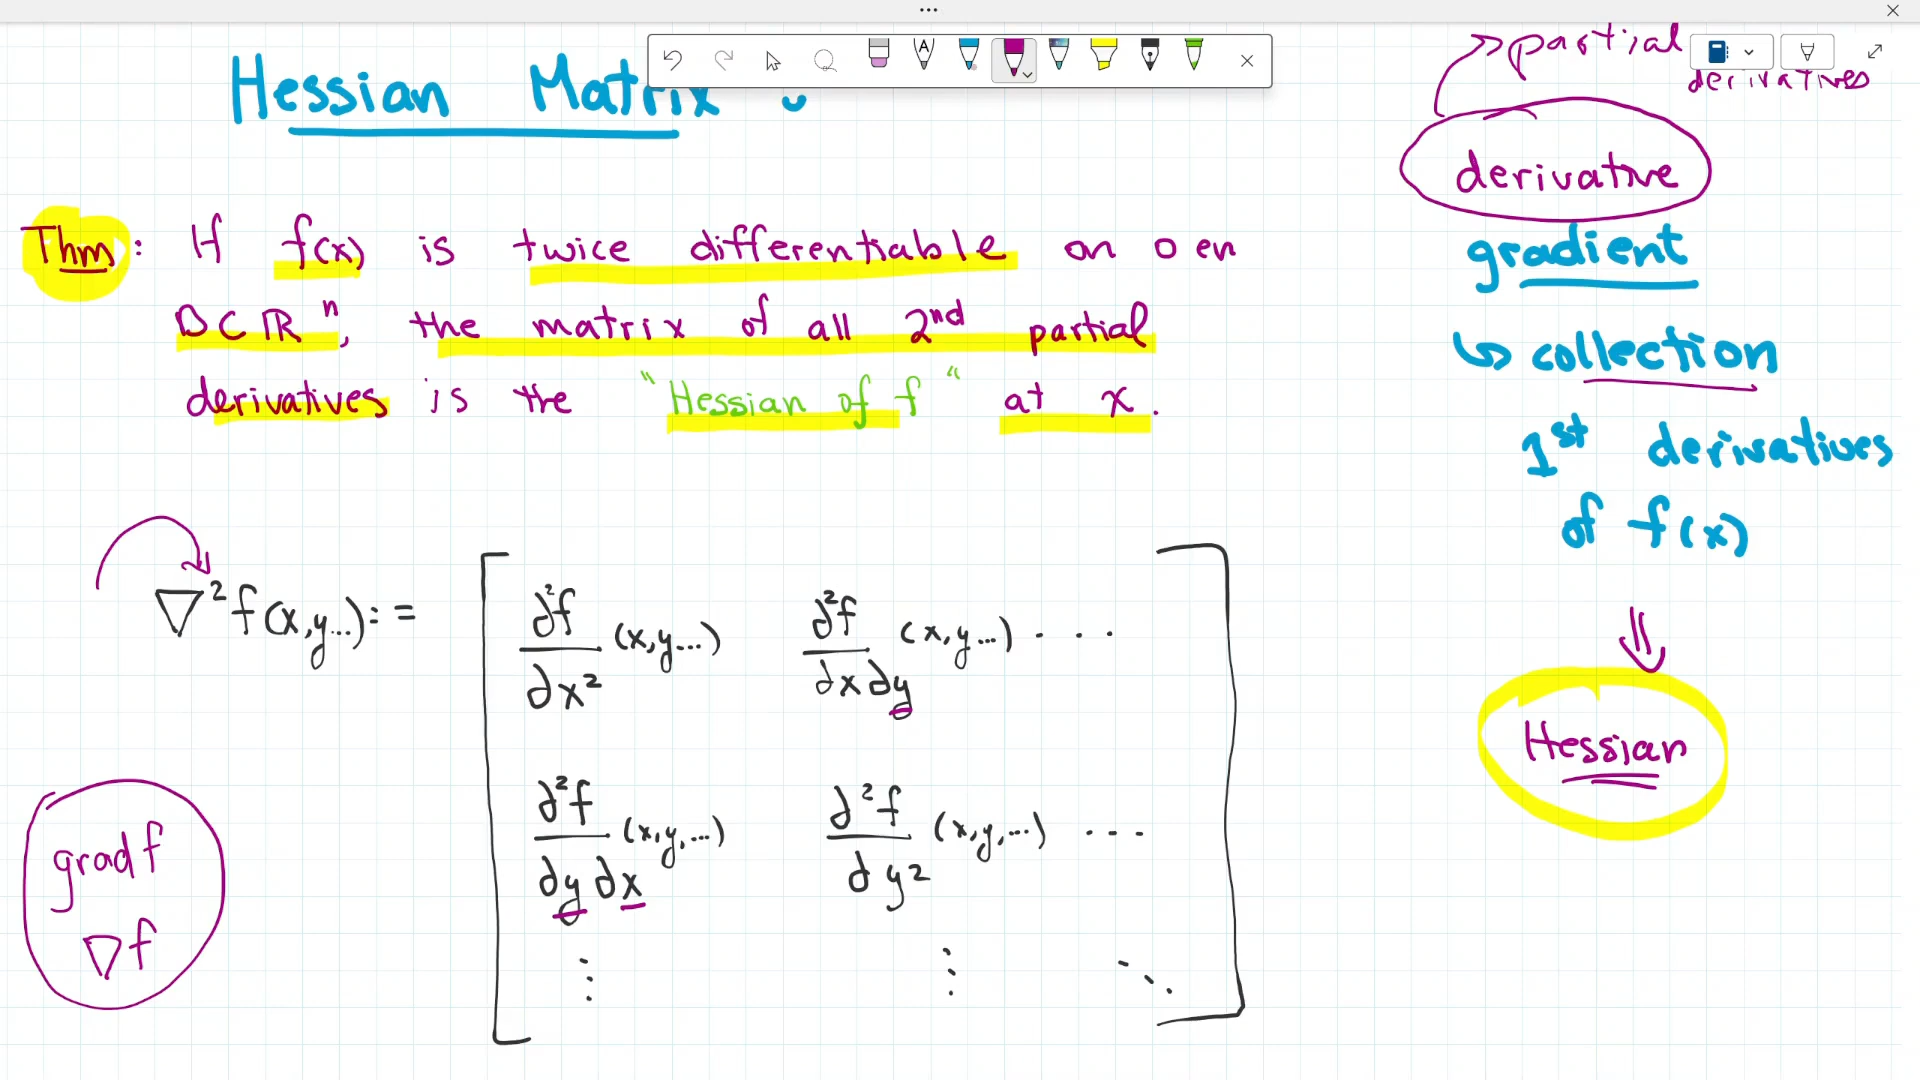 Hessian Matrix
Thm: If f(x) is twice differentiable on o en
D ⊂ ℝⁿ, the matrix of all 2nd partial
derivatives is the "Hessian of f" at x.
∇²f(x,y...) :=
∂²f/∂x² (x,y...) ∂²f/∂x∂y (x,y...) ...
∂²f/∂y∂x (x,y,...) ∂²f/∂y2 (x,y,...) ...
⋮ ⋮ ⋱
grad f
∇f
partial
derivatives
derivative
gradient
↳ collection
1st derivatives
of f(x)
⇓
Hessian